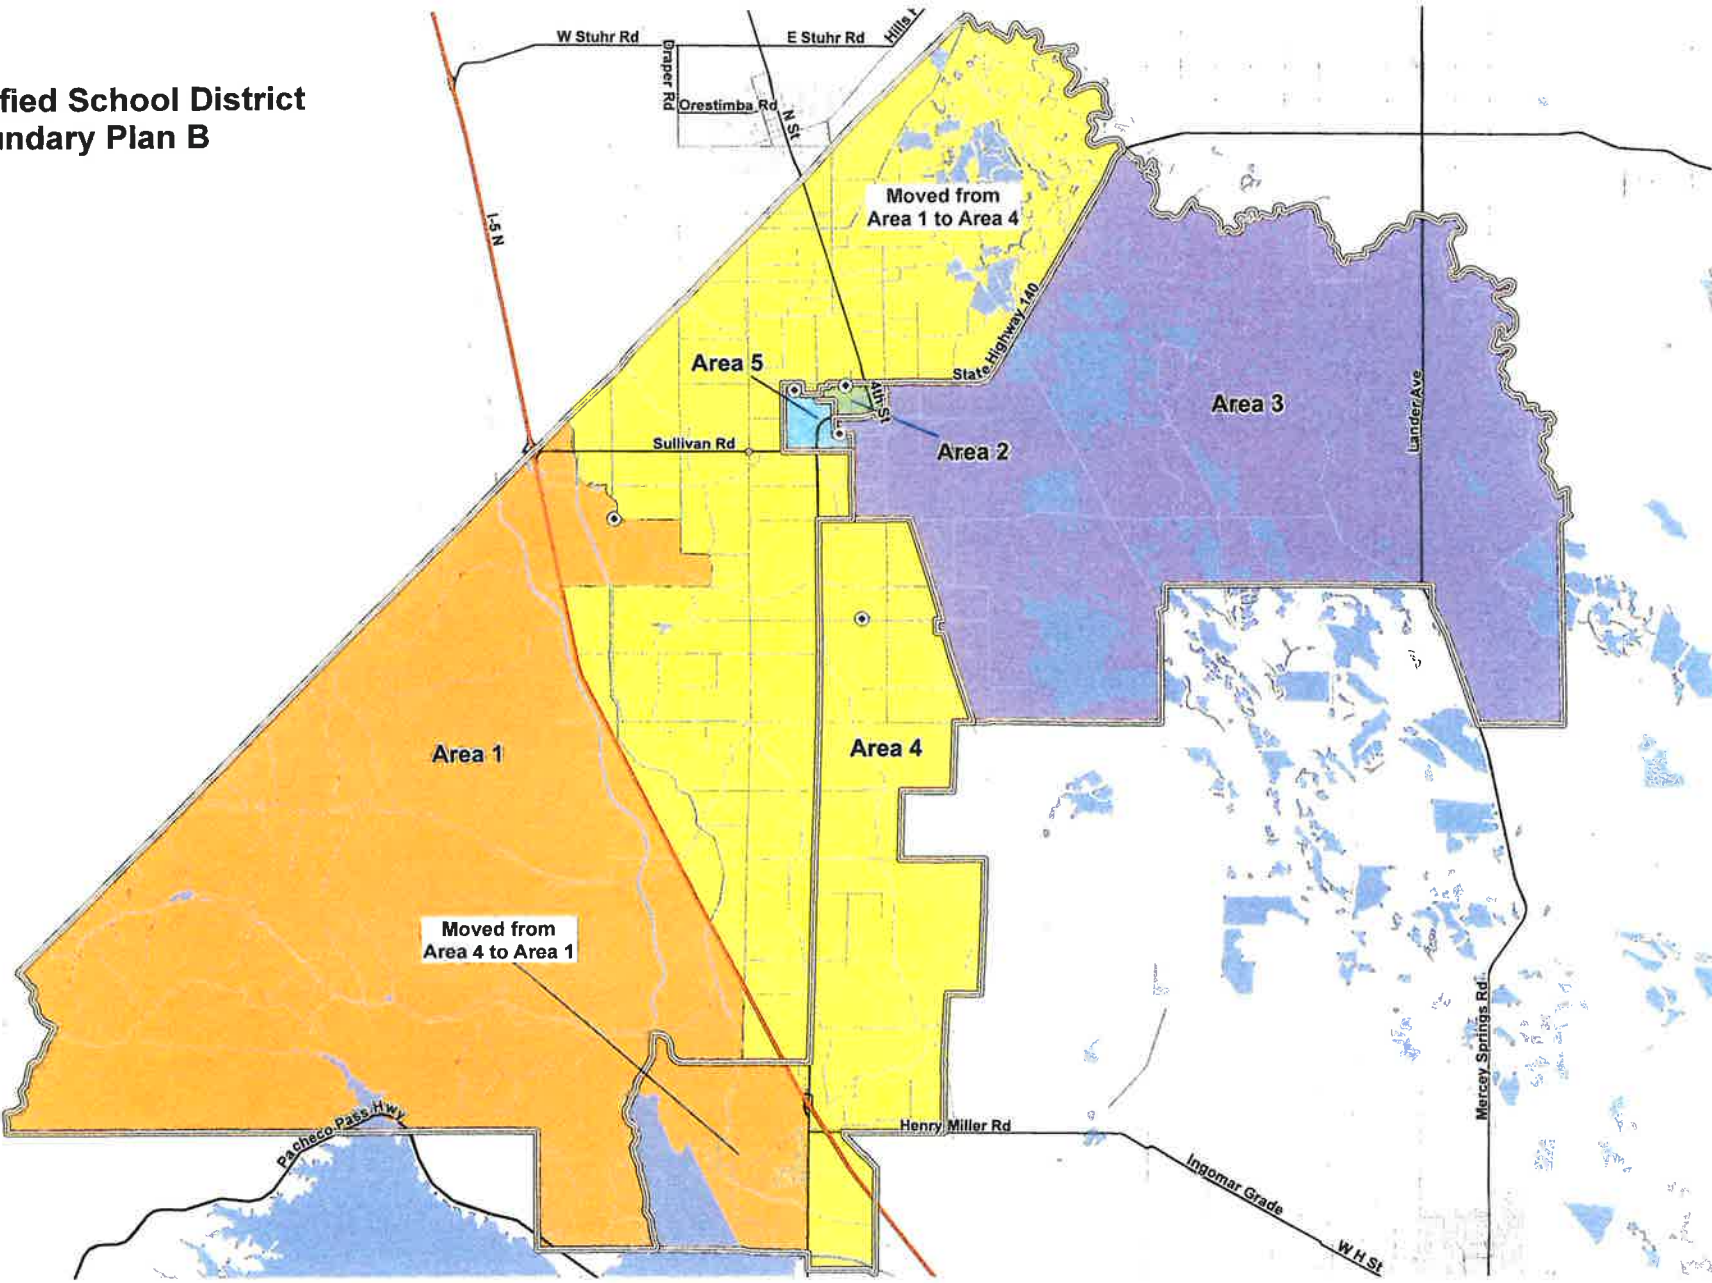 fied School District
undary Plan B
W Stuhr Rd
E Stuhr Rd
Hills
Draper Rd
Orestimba Rd
N St
I-5 N
Moved from
Area 1 to Area 4
State Highway 140
Area 5
4th St
Area 3
Lander Ave
Sullivan Rd
Area 2
Area 1
Area 4
Moved from
Area 4 to Area 1
Mercey Springs Rd
Pacheco Pass Hwy
Henry Miller Rd
Ingomar Grade
W H St